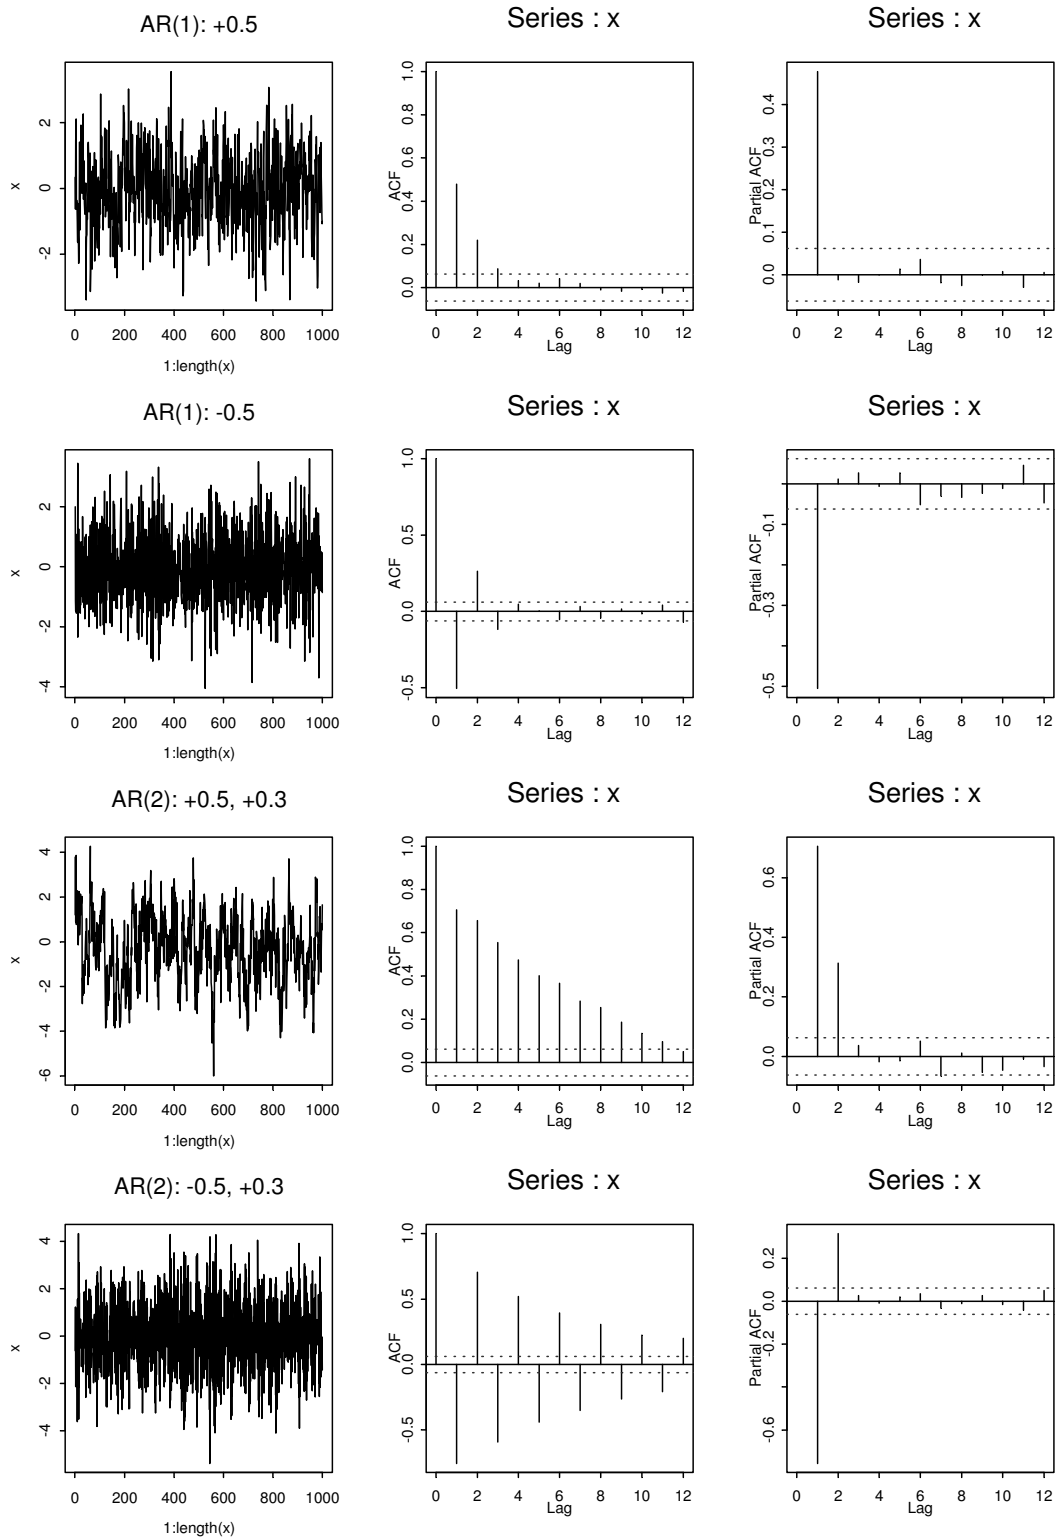 AR(1): +0.5
Series : x
Series : x
x
-2 0 2
0 200 400 600 800 1000
1:length(x)
ACF
0.0 0.2 0.4 0.6 0.8 1.0
0 2 4 6 8 10 12
Lag
Partial ACF
0.0 0.1 0.2 0.3 0.4
0 2 4 6 8 10 12
Lag
AR(1): -0.5
Series : x
Series : x
x
-4 -2 0 2
0 200 400 600 800 1000
1:length(x)
ACF
-0.5 0.0 0.5 1.0
0 2 4 6 8 10 12
Lag
Partial ACF
-0.5 -0.3 -0.1
0 2 4 6 8 10 12
Lag
AR(2): +0.5, +0.3
Series : x
Series : x
x
-6 -4 -2 0 2 4
0 200 400 600 800 1000
1:length(x)
ACF
0.0 0.2 0.4 0.6 0.8 1.0
0 2 4 6 8 10 12
Lag
Partial ACF
0.0 0.2 0.4 0.6
0 2 4 6 8 10 12
Lag
AR(2): -0.5, +0.3
Series : x
Series : x
x
-4 -2 0 2 4
0 200 400 600 800 1000
1:length(x)
ACF
-0.5 0.0 0.5 1.0
0 2 4 6 8 10 12
Lag
Partial ACF
-0.6 -0.2 0.0 0.2
0 2 4 6 8 10 12
Lag